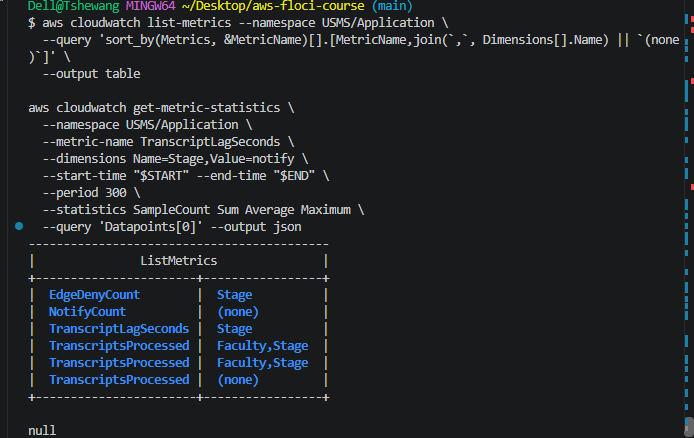 Dell@Tshewang MINGW64 ~/Desktop/aws-floci-course (main)
$ aws cloudwatch list-metrics --namespace USMS/Application \
  --query 'sort_by(Metrics, &MetricName)[].[MetricName,join(`,`, Dimensions[].Name) || `(none
)`]' \
  --output table

aws cloudwatch get-metric-statistics \
  --namespace USMS/Application \
  --metric-name TranscriptLagSeconds \
  --dimensions Name=Stage,Value=notify \
  --start-time "$START" --end-time "$END" \
  --period 300 \
  --statistics SampleCount Sum Average Maximum \
  --query 'Datapoints[0]' --output json
-----------------------------------------
|              ListMetrics              |
+-----------------------+---------------+
|  EdgeDenyCount        |  Stage        |
|  NotifyCount          |  (none)       |
|  TranscriptLagSeconds |  Stage        |
|  TranscriptsProcessed |  Faculty,Stage  |
|  TranscriptsProcessed |  Faculty,Stage  |
|  TranscriptsProcessed |  (none)       |
+-----------------------+---------------+

null